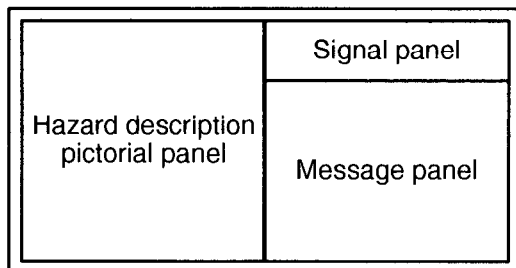 Hazard description
pictorial panel
Signal panel
Message panel